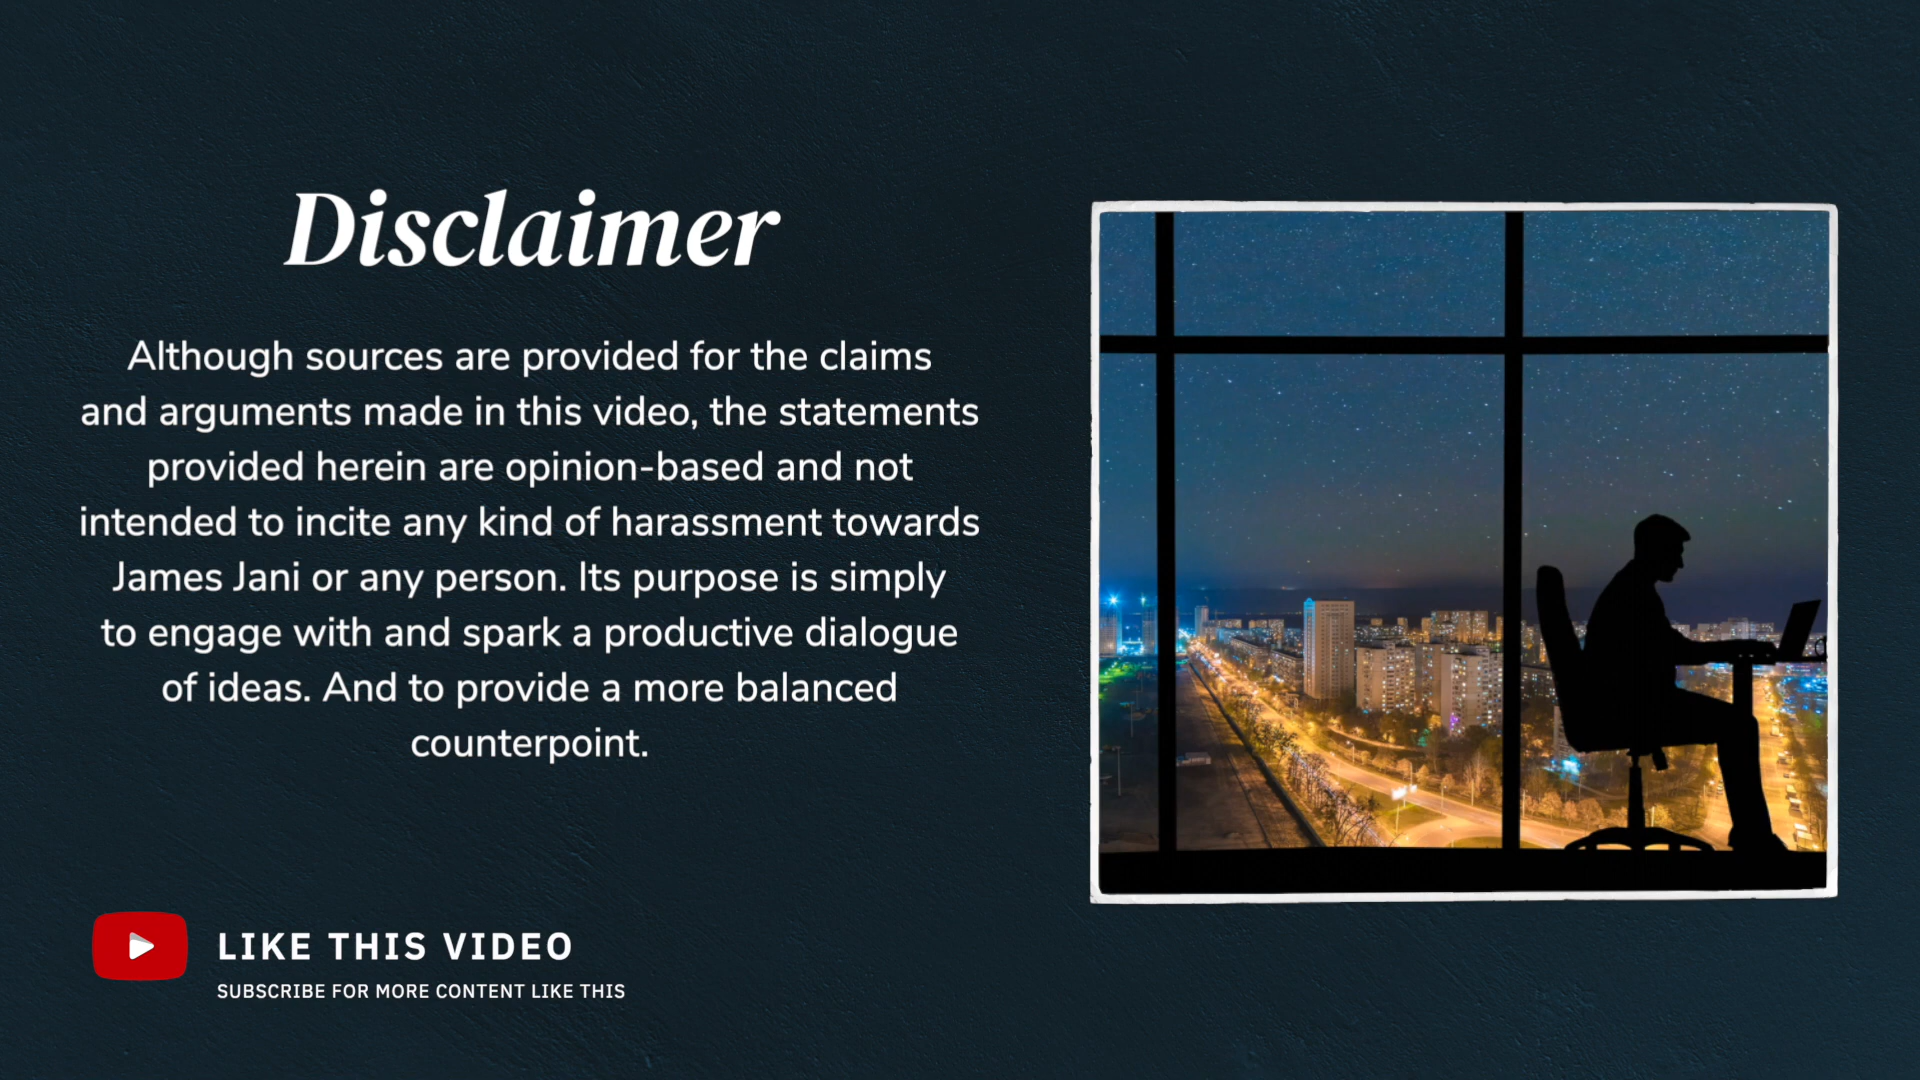 Disclaimer
Although sources are provided for the claims
and arguments made in this video, the statements
provided herein are opinion-based and not
intended to incite any kind of harassment towards
James Jani or any person. Its purpose is simply
to engage with and spark a productive dialogue
of ideas. And to provide a more balanced
counterpoint.
LIKE THIS VIDEO
SUBSCRIBE FOR MORE CONTENT LIKE THIS